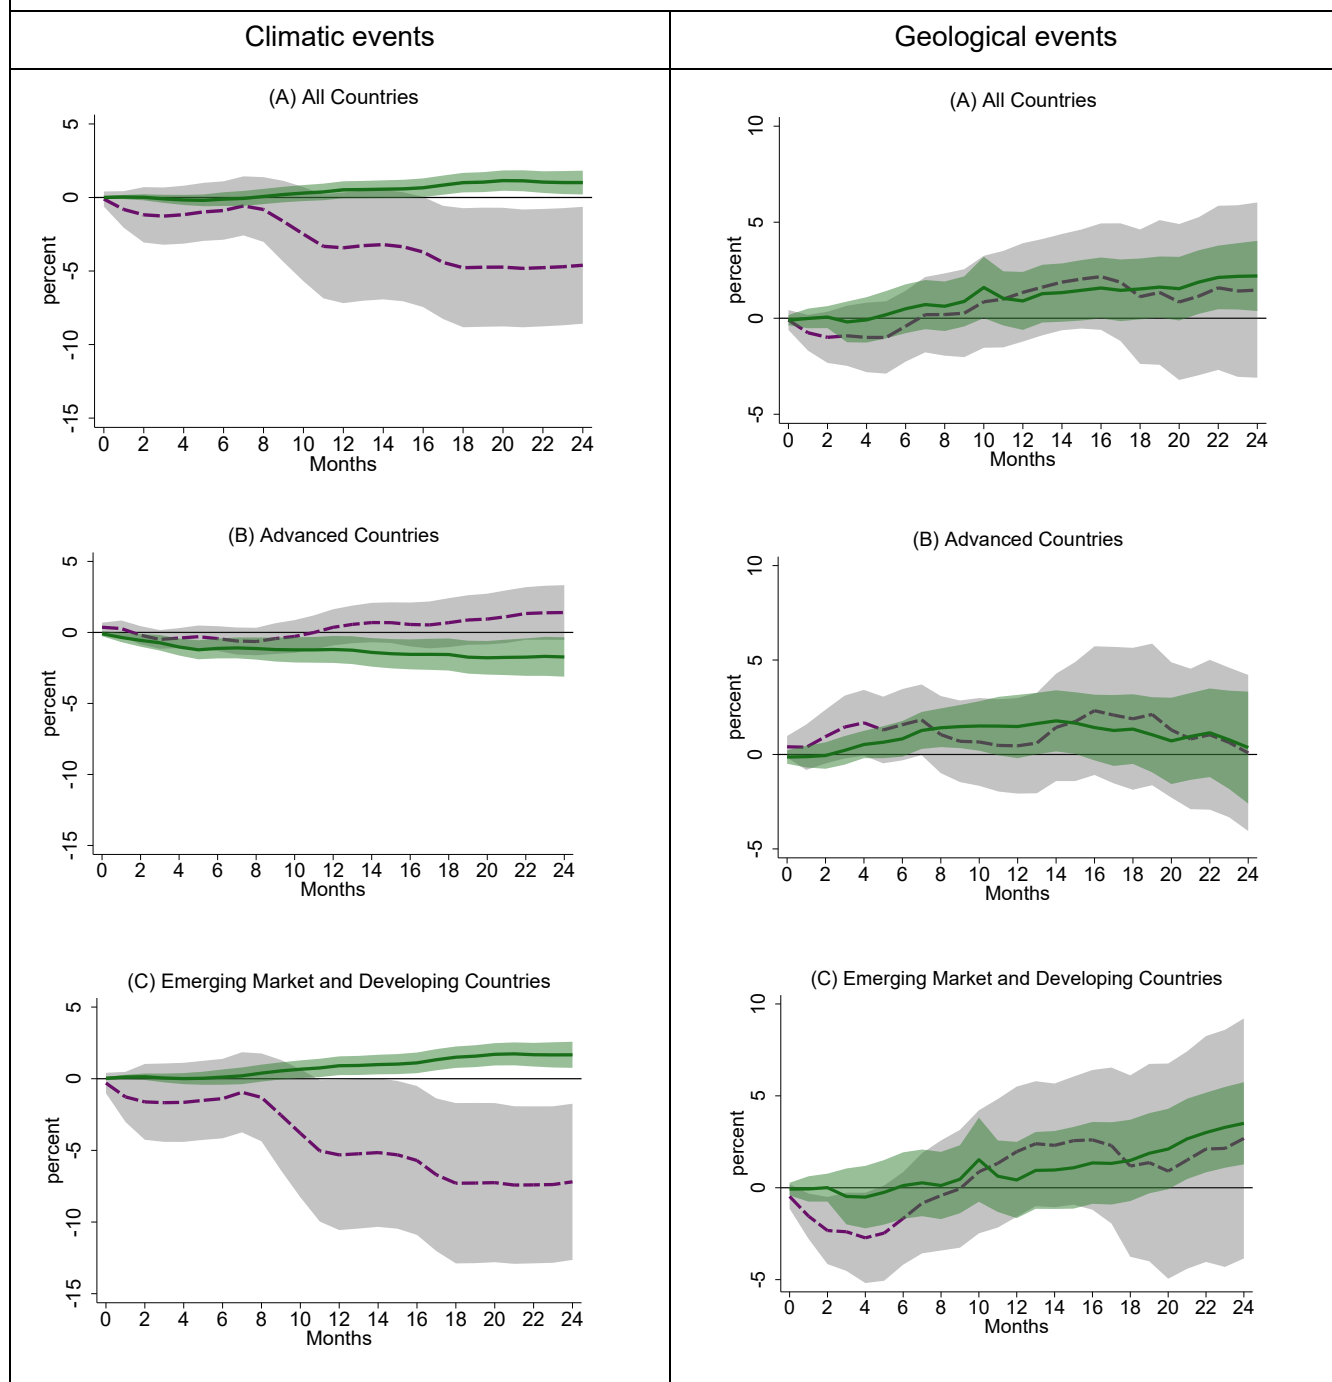 Climatic events
Geological events
(A) All Countries
5
0
-5
-10
-15
percent
0 2 4 6 8 10 12 14 16 18 20 22 24
Months
(A) All Countries
10
5
0
-5
percent
0 2 4 6 8 10 12 14 16 18 20 22 24
Months
(B) Advanced Countries
5
0
-5
-10
-15
percent
0 2 4 6 8 10 12 14 16 18 20 22 24
Months
(B) Advanced Countries
10
5
0
-5
percent
0 2 4 6 8 10 12 14 16 18 20 22 24
Months
(C) Emerging Market and Developing Countries
5
0
-5
-10
-15
percent
0 2 4 6 8 10 12 14 16 18 20 22 24
Months
(C) Emerging Market and Developing Countries
10
5
0
-5
percent
0 2 4 6 8 10 12 14 16 18 20 22 24
Months